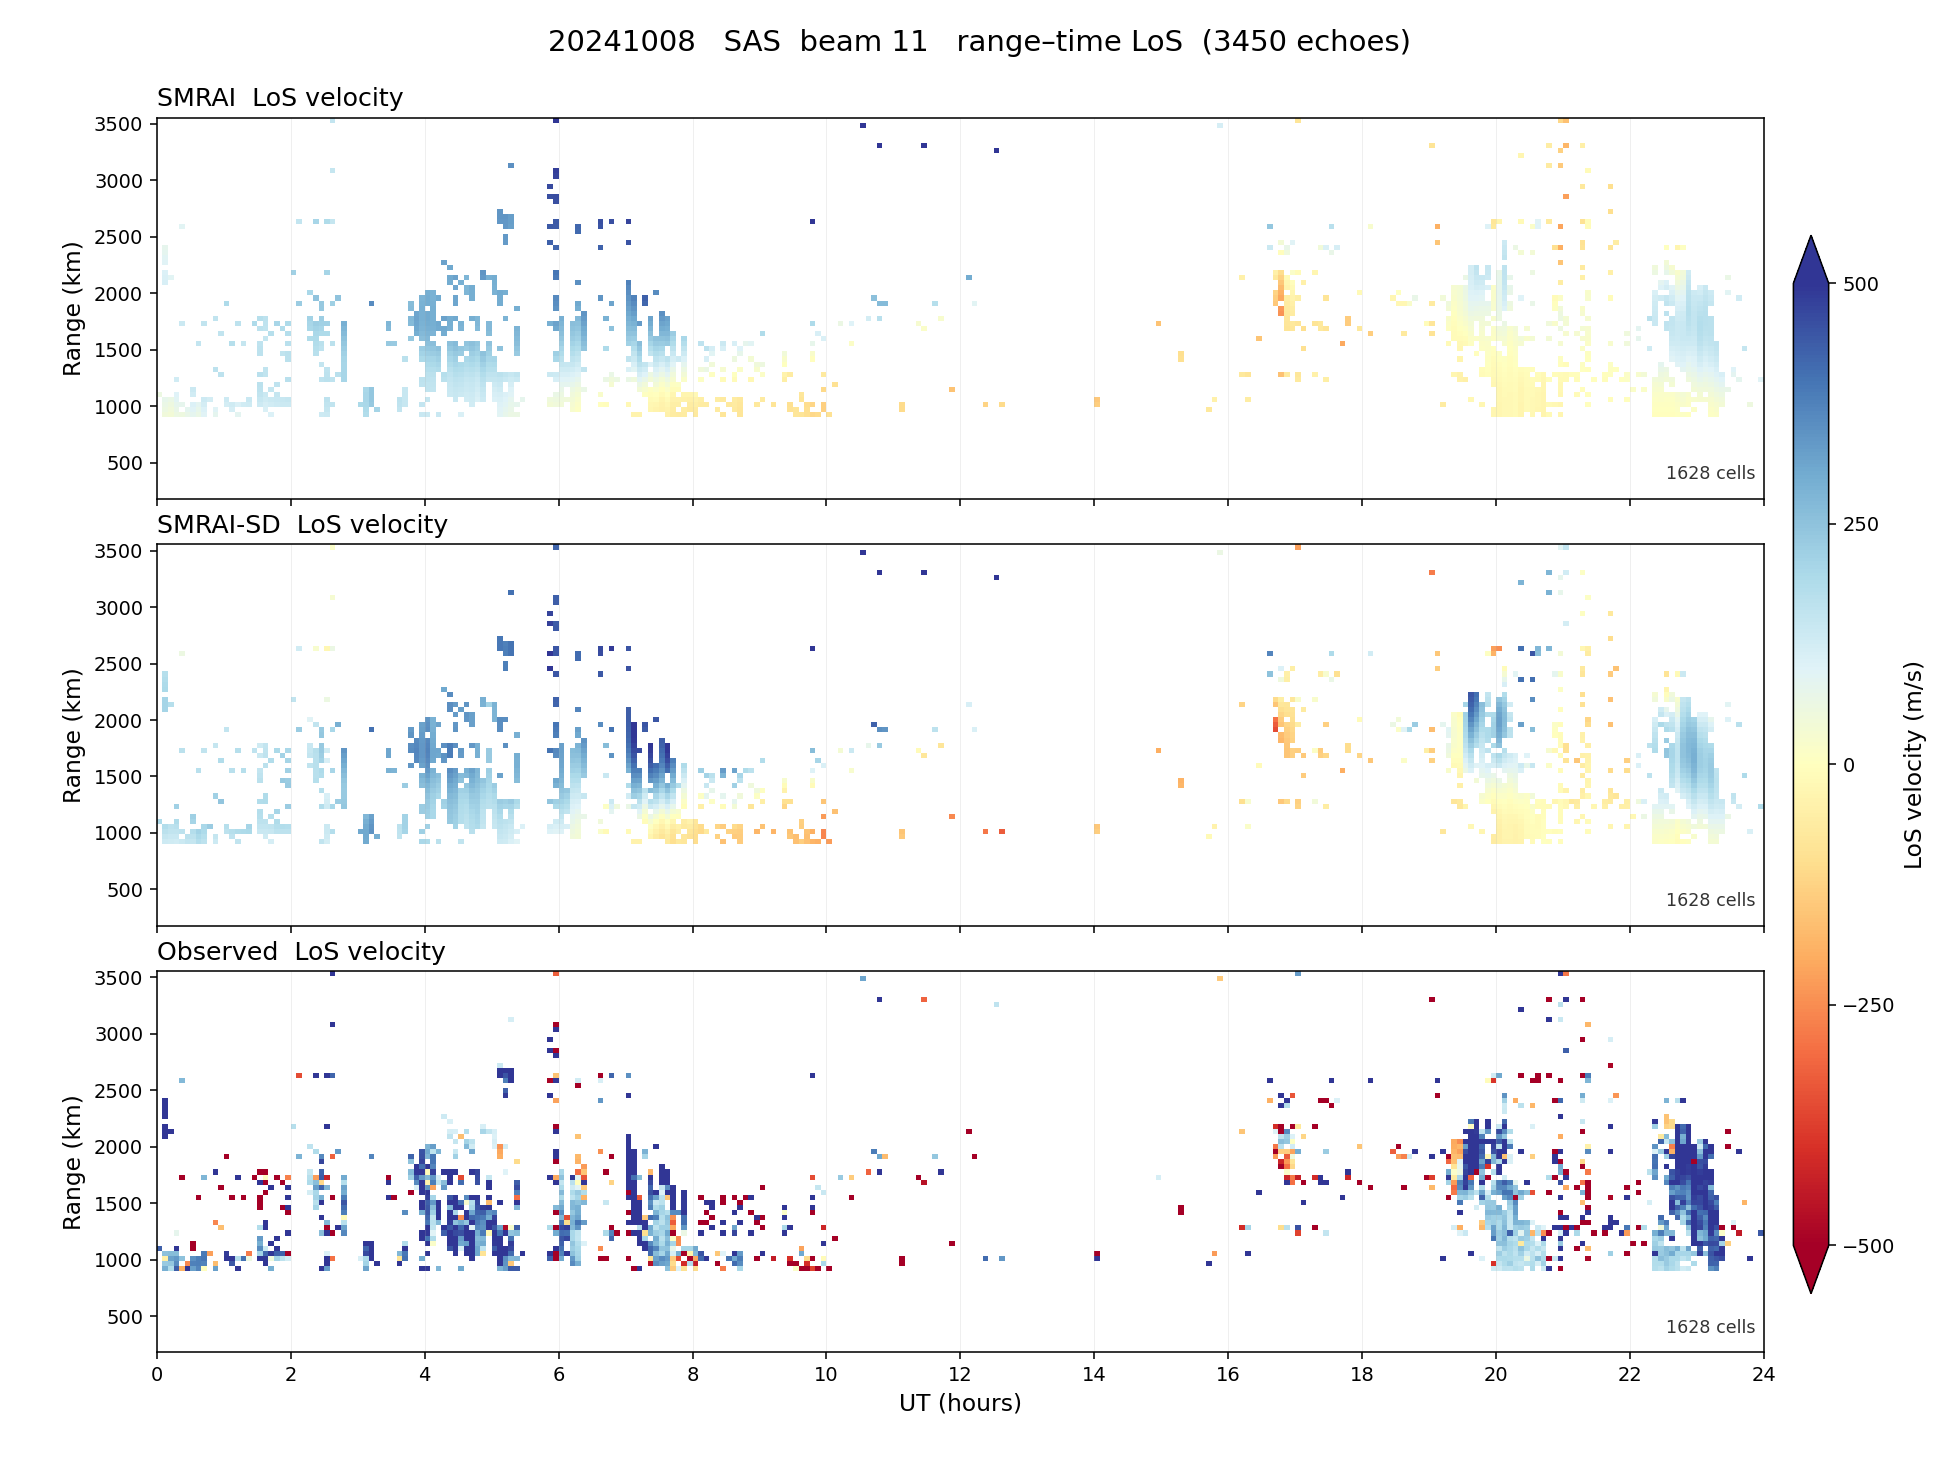 20241008   SAS  beam 11   range–time LoS  (3450 echoes)
SMRAI  LoS velocity
3500
3000
2500
2000
1500
1000
500
Range (km)
1628 cells
SMRAI-SD  LoS velocity
3500
3000
2500
2000
1500
1000
500
Range (km)
1628 cells
Observed  LoS velocity
3500
3000
2500
2000
1500
1000
500
Range (km)
1628 cells
0 2 4 6 8 10 12 14 16 18 20 22 24
UT (hours)
500
250
0
−250
−500
LoS velocity (m/s)